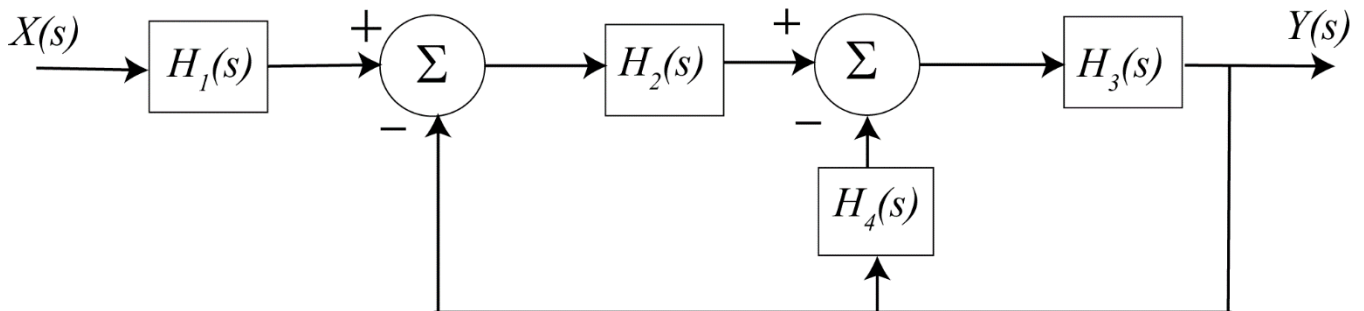 X(s)
H₁(s)
+
Σ
−
H₂(s)
+
Σ
−
H₃(s)
Y(s)
H₄(s)